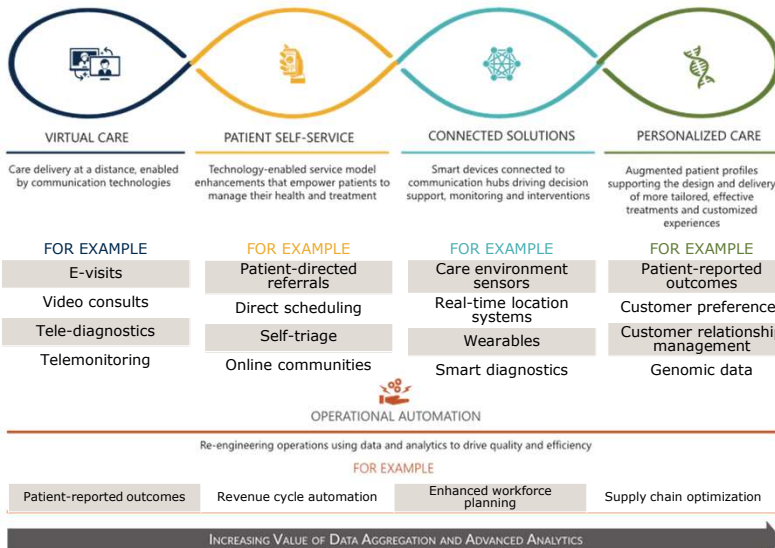 VIRTUAL CARE
PATIENT SELF-SERVICE
CONNECTED SOLUTIONS
PERSONALIZED CARE
Care delivery at a distance, enabled
by communication technologies
Technology-enabled service model
enhancements that empower patients to
manage their health and treatment
Smart devices connected to
communication hubs driving decision
support, monitoring and interventions
Augmented patient profiles
supporting the design and delivery
of more tailored, effective
treatments and customized
experiences
FOR EXAMPLE
E-visits
Video consults
Tele-diagnostics
Telemonitoring
FOR EXAMPLE
Patient-directed
referrals
Direct scheduling
Self-triage
Online communities
FOR EXAMPLE
Care environment
sensors
Real-time location
systems
Wearables
Smart diagnostics
FOR EXAMPLE
Patient-reported
outcomes
Customer preference
Customer relationship
management
Genomic data
OPERATIONAL AUTOMATION
Re-engineering operations using data and analytics to drive quality and efficiency
FOR EXAMPLE
Patient-reported outcomes
Revenue cycle automation
Enhanced workforce
planning
Supply chain optimization
INCREASING VALUE OF DATA AGGREGATION AND ADVANCED ANALYTICS